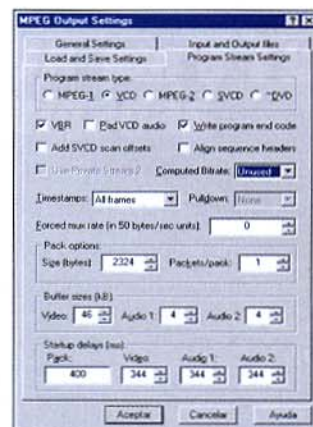 MPEG Output Settings
General Settings Input and Output files
Load and Save Settings Program Stream Settings
Program stream type:
MPEG-1 VCD MPEG-2 SVCD "DVD
VBR Pad VCD audio Write program end code
Add SVCD scan offsets Align sequence headers
Use Private Stream 2 Computed Bitrate: Unused
Timestamps: All frames Pulldown: None
Forced mux rate (in 50 bytes/sec units): 0
Pack options:
Size (bytes): 2324 Packets/pack: 1
Buffer sizes (kB):
Video: 46 Audio 1: 4 Audio 2: 4
Startup delays (ms):
Pack: Video: Audio 1: Audio 2:
400 344 344 344
Aceptar Cancelar Ayuda